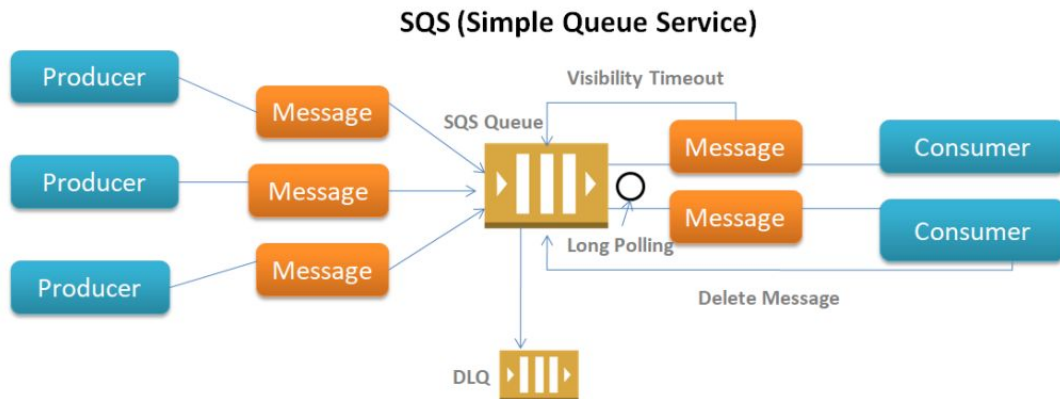 SQS (Simple Queue Service)
Producer
Message
Visibility Timeout
SQS Queue
Message
Consumer
Producer
Message
Message
Consumer
Long Polling
Producer
Message
Delete Message
DLQ